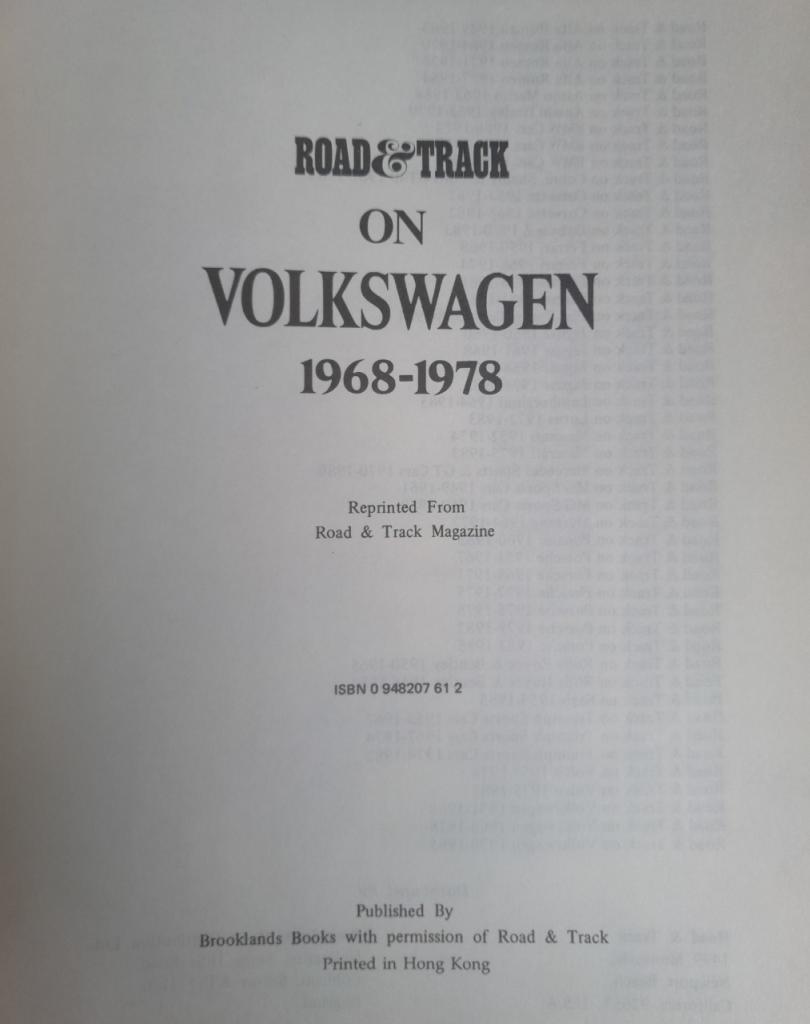 ROAD & TRACK
ON
VOLKSWAGEN
1968-1978
Reprinted From
Road & Track Magazine
ISBN 0 948207 61 2
Published By
Brooklands Books with permission of Road & Track
Printed in Hong Kong